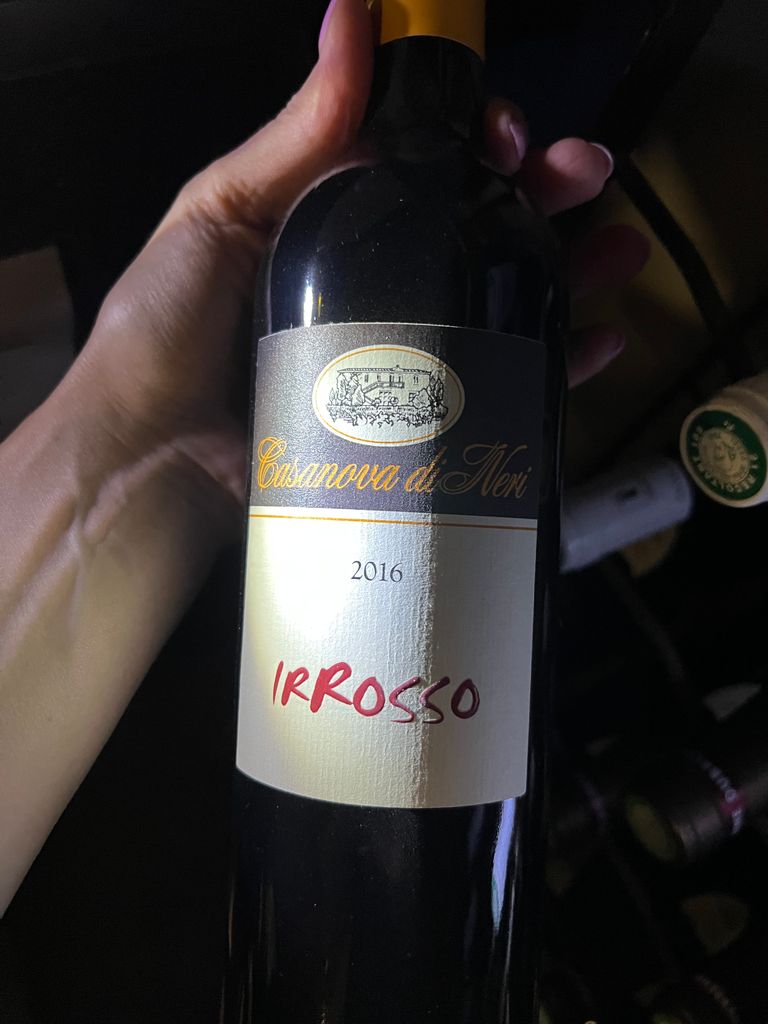 Casanova di Neri
2016
IRROSSO